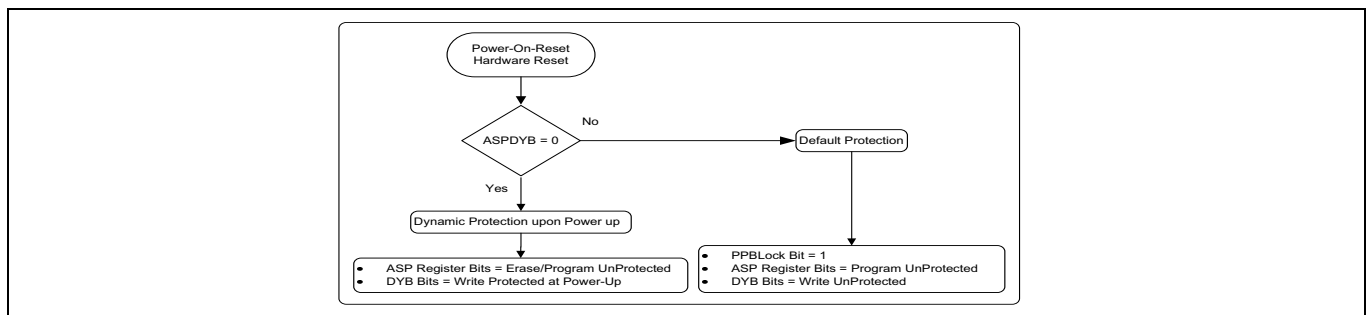 Power-On-Reset
Hardware Reset
ASPDYB = 0
No
Default Protection
Yes
Dynamic Protection upon Power up
• ASP Register Bits = Erase/Program UnProtected
• DYB Bits = Write Protected at Power-Up
• PPBLock Bit = 1
• ASP Register Bits = Program UnProtected
• DYB Bits = Write UnProtected